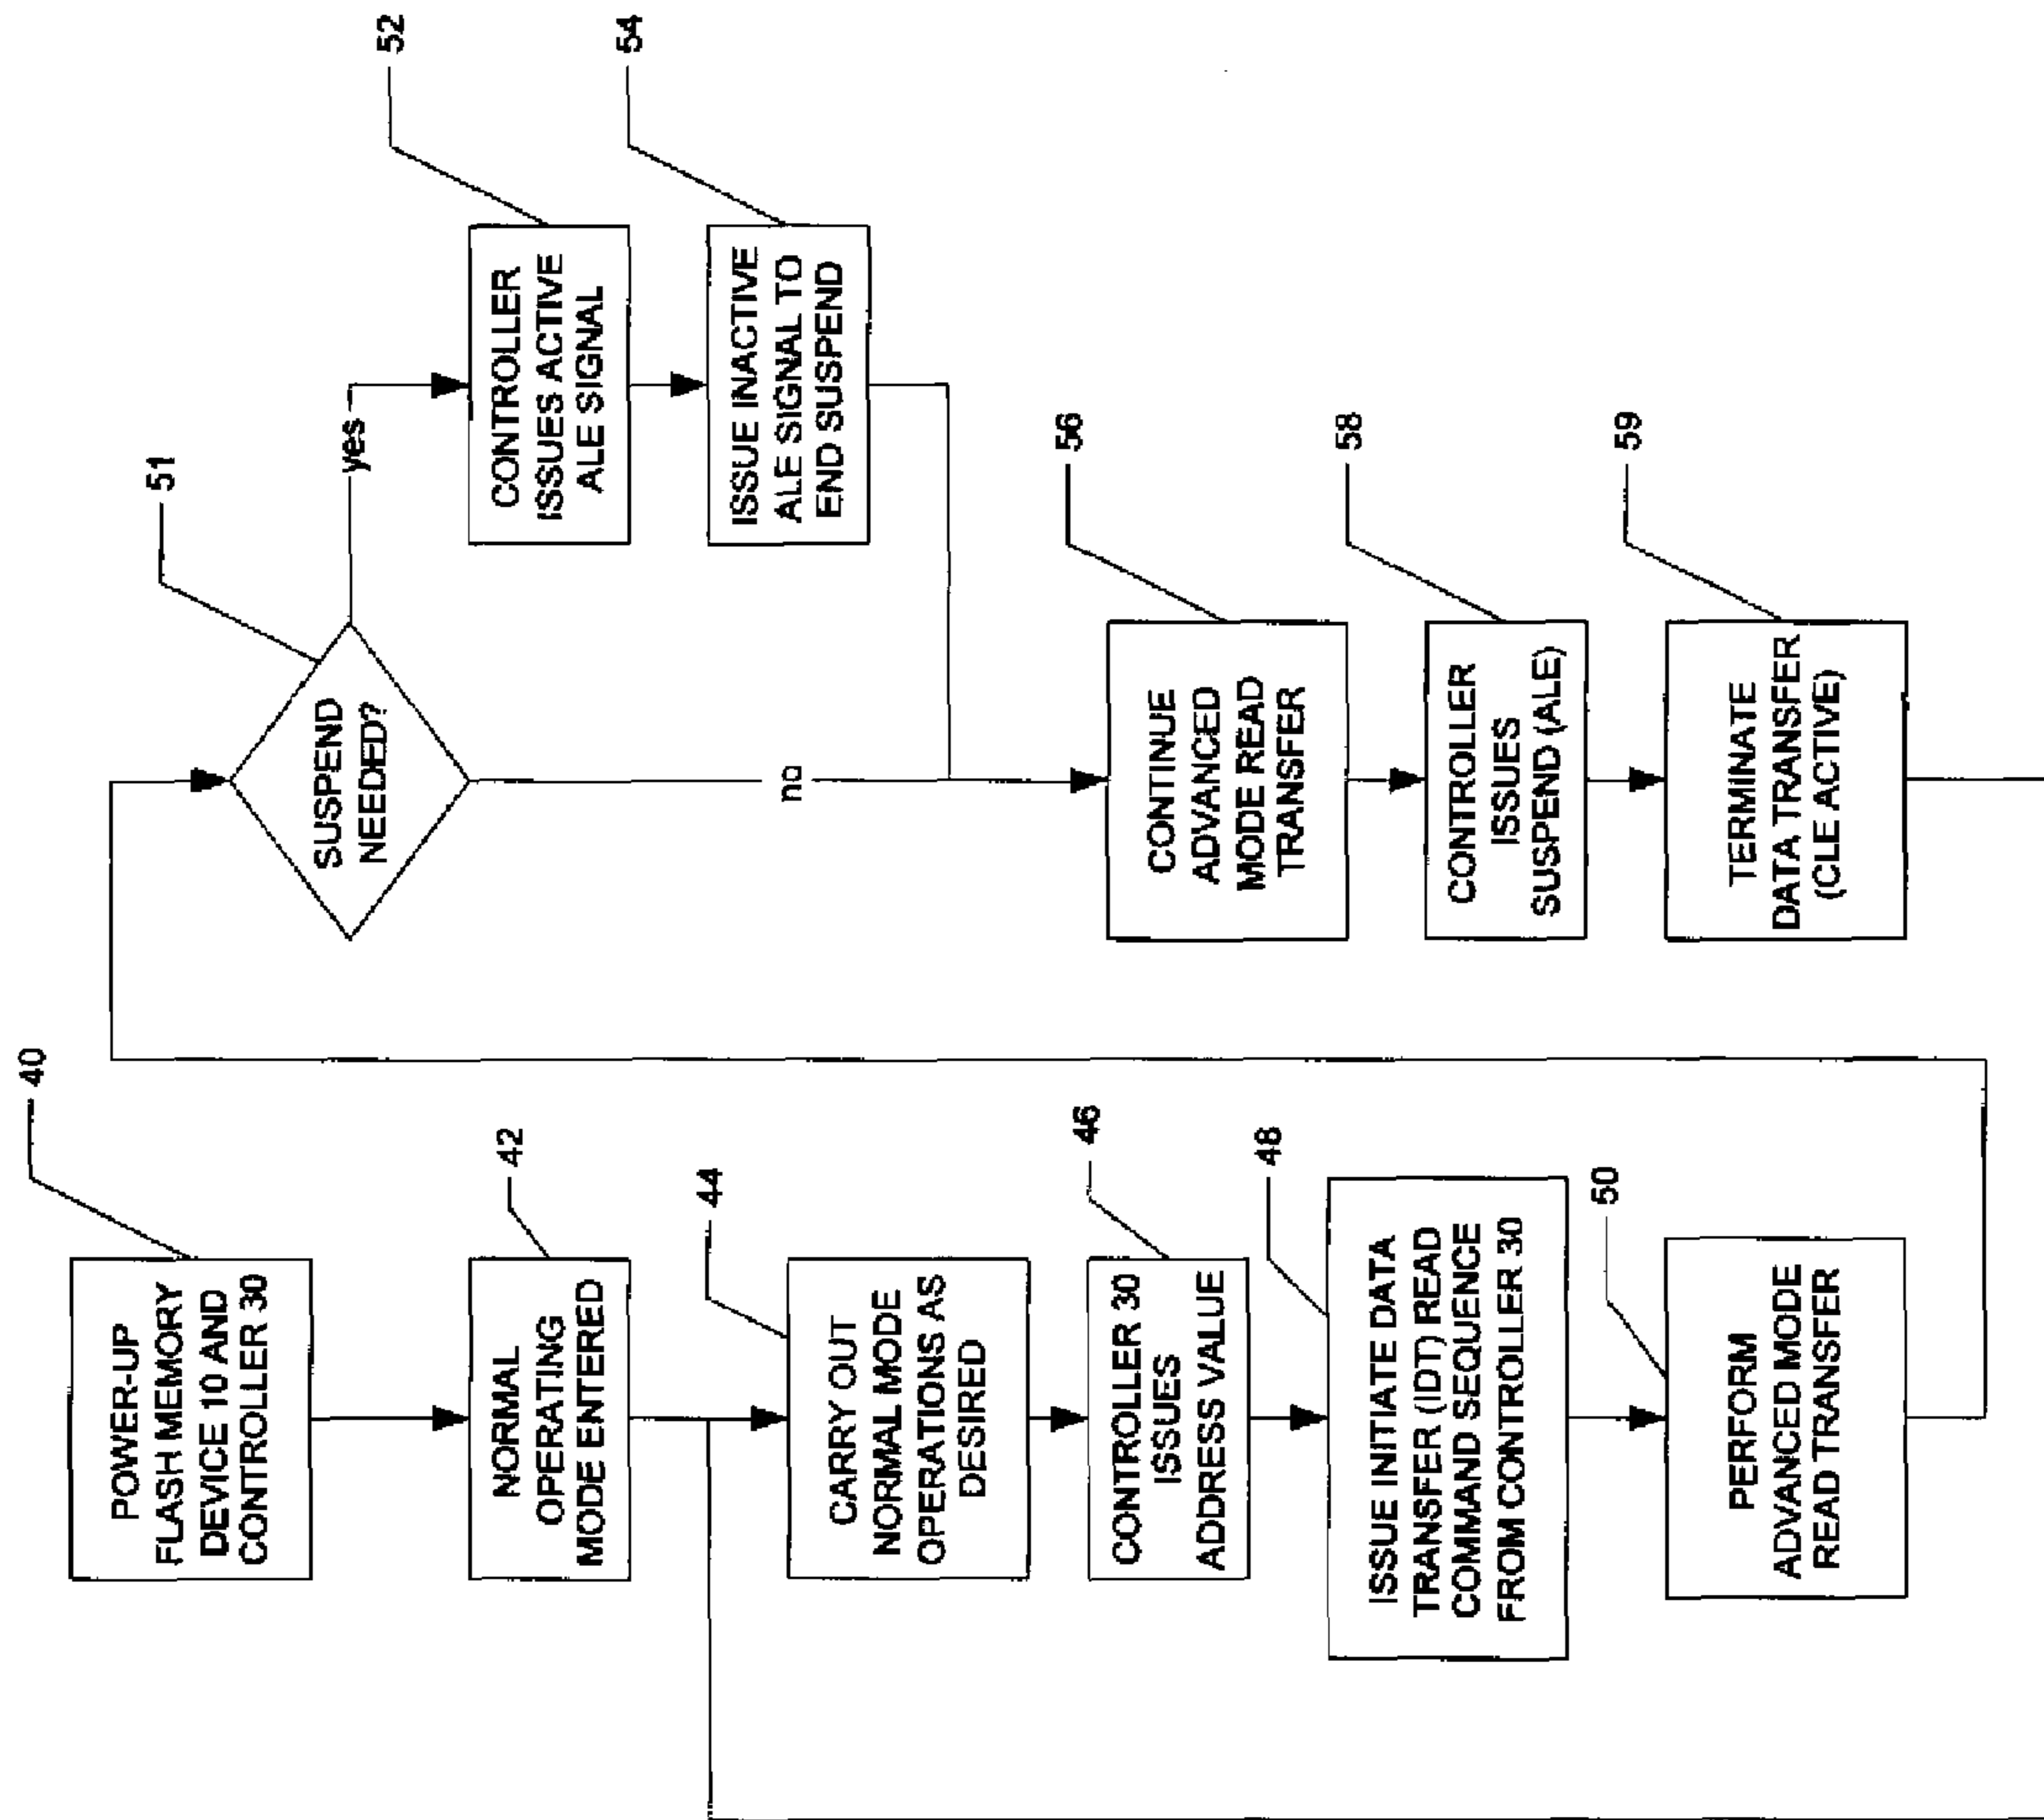 40
POWER-UP
FLASH MEMORY
DEVICE 10 AND
CONTROLLER 30
42
NORMAL
OPERATING
MODE ENTERED
44
CARRY OUT
NORMAL MODE
OPERATIONS AS
DESIRED
46
CONTROLLER 30
ISSUES
ADDRESS VALUE
48
ISSUE INITIATE DATA
TRANSFER (IDT) READ
COMMAND SEQUENCE
FROM CONTROLLER 30
50
PERFORM
ADVANCED MODE
READ TRANSFER
51
SUSPEND
NEEDED?
yes
no
52
CONTROLLER
ISSUES ACTIVE
ALE SIGNAL
54
ISSUE INACTIVE
ALE SIGNAL TO
END SUSPEND
56
CONTINUE
ADVANCED
MODE READ
TRANSFER
58
CONTROLLER
ISSUES
SUSPEND (ALE)
59
TERMINATE
DATA TRANSFER
(CLE ACTIVE)